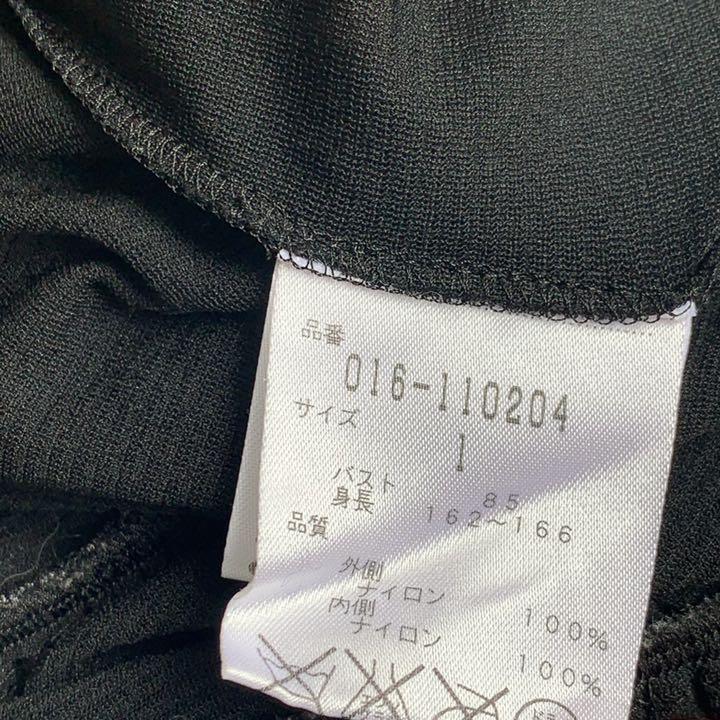 品番
016-110204
サイズ
1
バスト 85
身長 162～166
品質
外側
ナイロン 100%
内側
ナイロン 100%